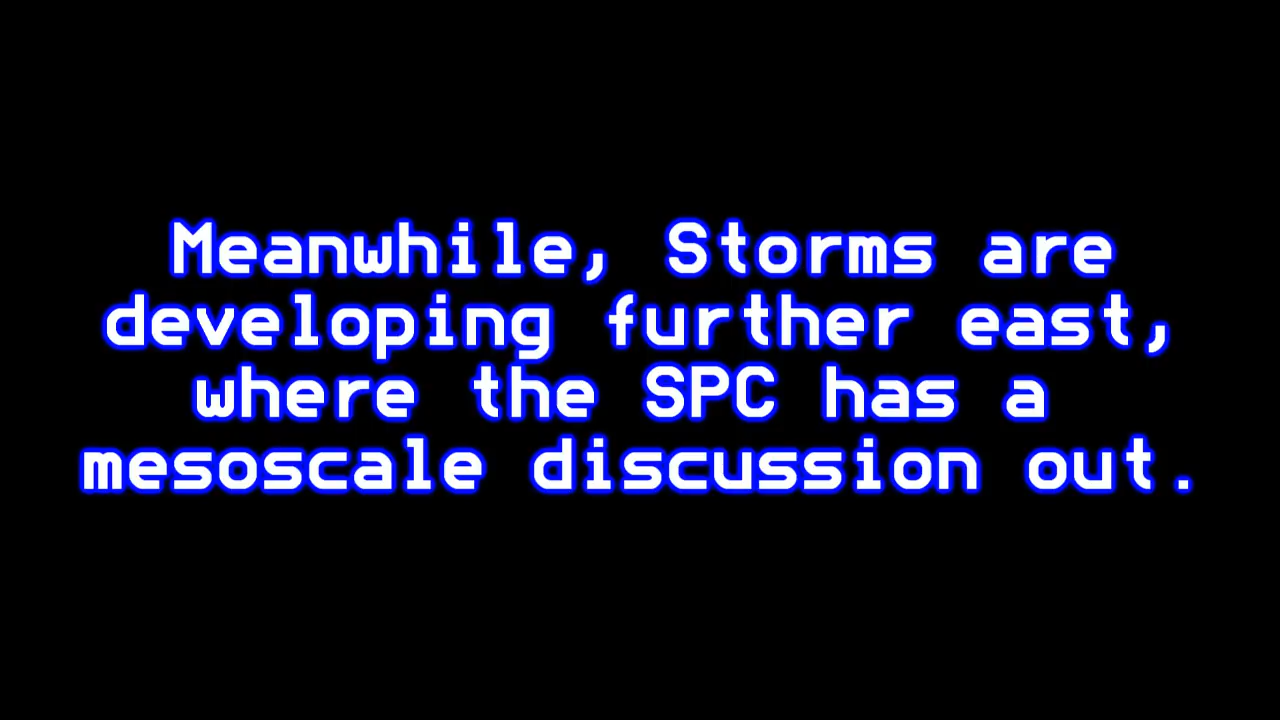 Meanwhile, Storms are
developing further east,
where the SPC has a
mesoscale discussion out.